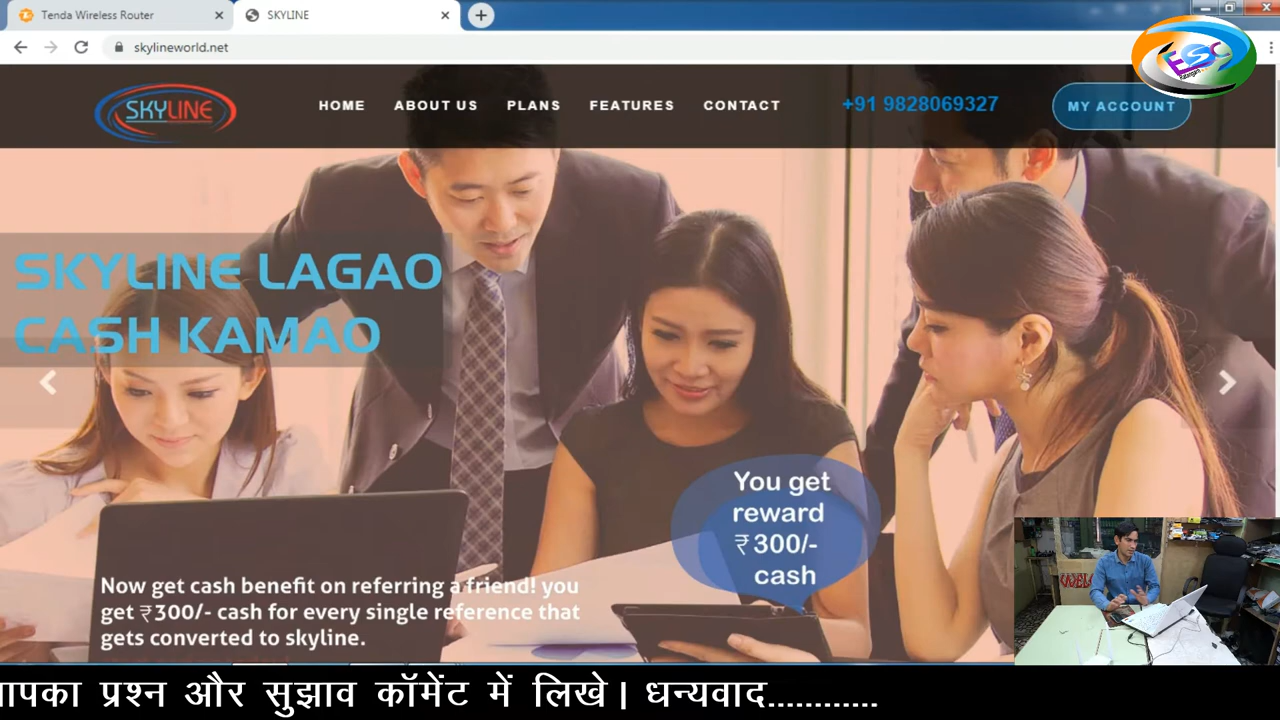 Tenda Wireless Router
SKYLINE
skylineworld.net
ESC
Ratangarh
SKYLINE
HOME ABOUT US PLANS FEATURES CONTACT
+91 9828069327
MY ACCOUNT
SKYLINE LAGAO
CASH KAMAO
You get
reward
₹300/-
cash
Now get cash benefit on referring a friend! you
get ₹300/- cash for every single reference that
gets converted to skyline.
प्रश्न और सुझाव कॉमेंट में लिखे| धन्यवाद............